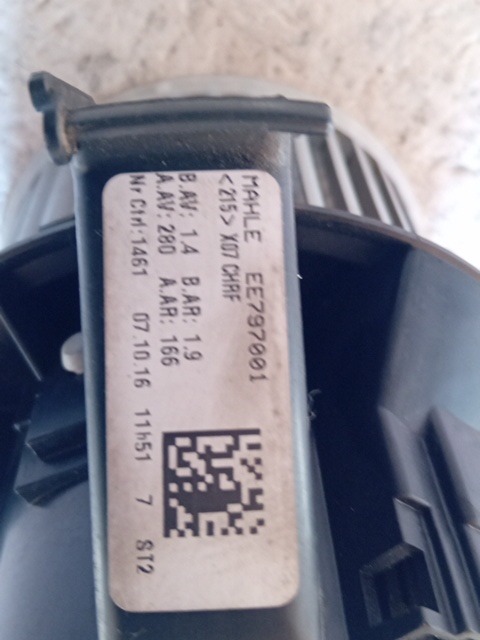 MAHLE EE797001
<215> X07 CHRF
B.AV: 1.4 B.AR: 1.9
A.AV: 280 A.AR: 166
Nr Ctrl:1461 07.10.16 11h51 7 ST2